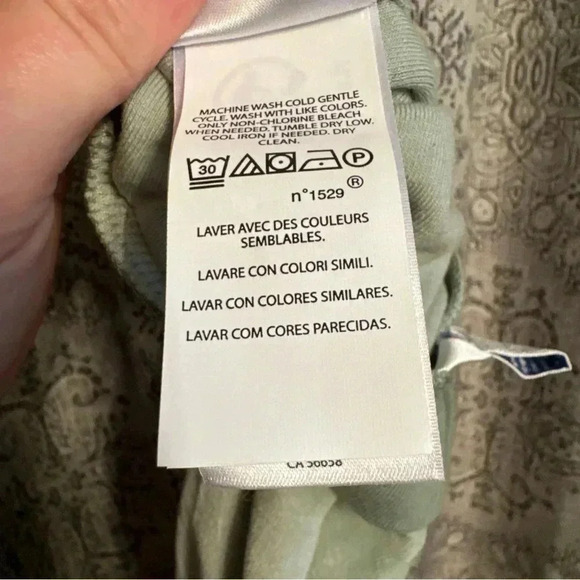 MACHINE WASH COLD GENTLE
CYCLE. WASH WITH LIKE COLORS.
ONLY NON-CHLORINE BLEACH
WHEN NEEDED. TUMBLE DRY LOW.
COOL IRON IF NEEDED. DRY
CLEAN.
30 P
n°1529 ®
LAVER AVEC DES COULEURS
SEMBLABLES.
LAVARE CON COLORI SIMILI.
LAVAR CON COLORES SIMILARES.
LAVAR COM CORES PARECIDAS.
CA 56658